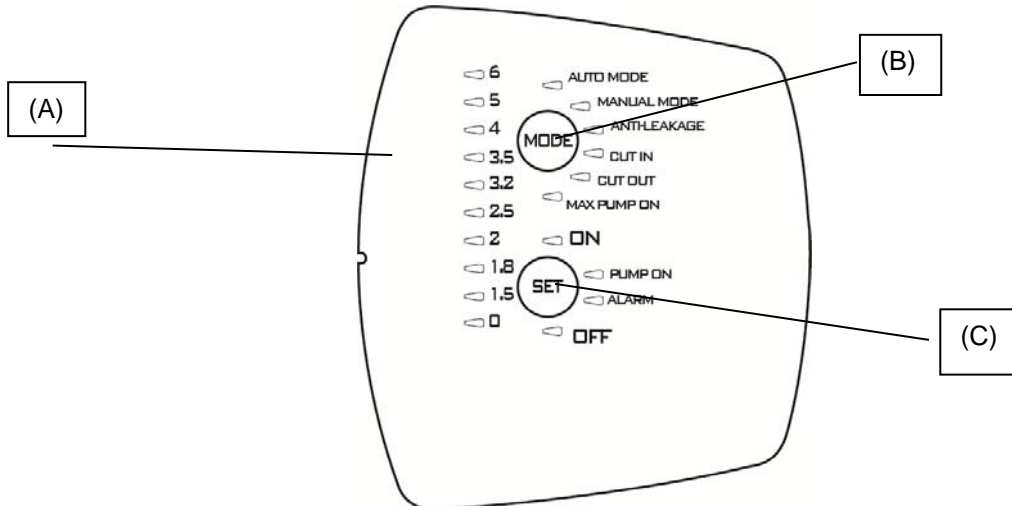 (A)
(B)
(C)
6
5
4
3.5
3.2
2.5
2
1.8
1.5
0
AUTO MODE
MANUAL MODE
ANTI-LEAKAGE
CUT IN
CUT OUT
MAX PUMP ON
MODE
ON
SET
PUMP ON
ALARM
OFF